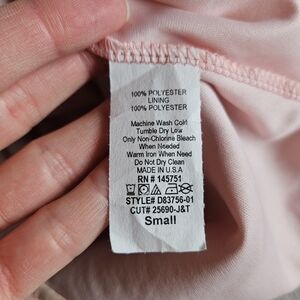 100% POLYESTER
LINING
100% POLYESTER
Machine Wash Cold
Tumble Dry Low
Only Non-Chlorine Bleach
When Needed
Warm Iron When Need
Do Not Dry Clean
MADE IN U.S.A
RN # 145751
STYLE# D83756-01
CUT# 25690-J&T
Small